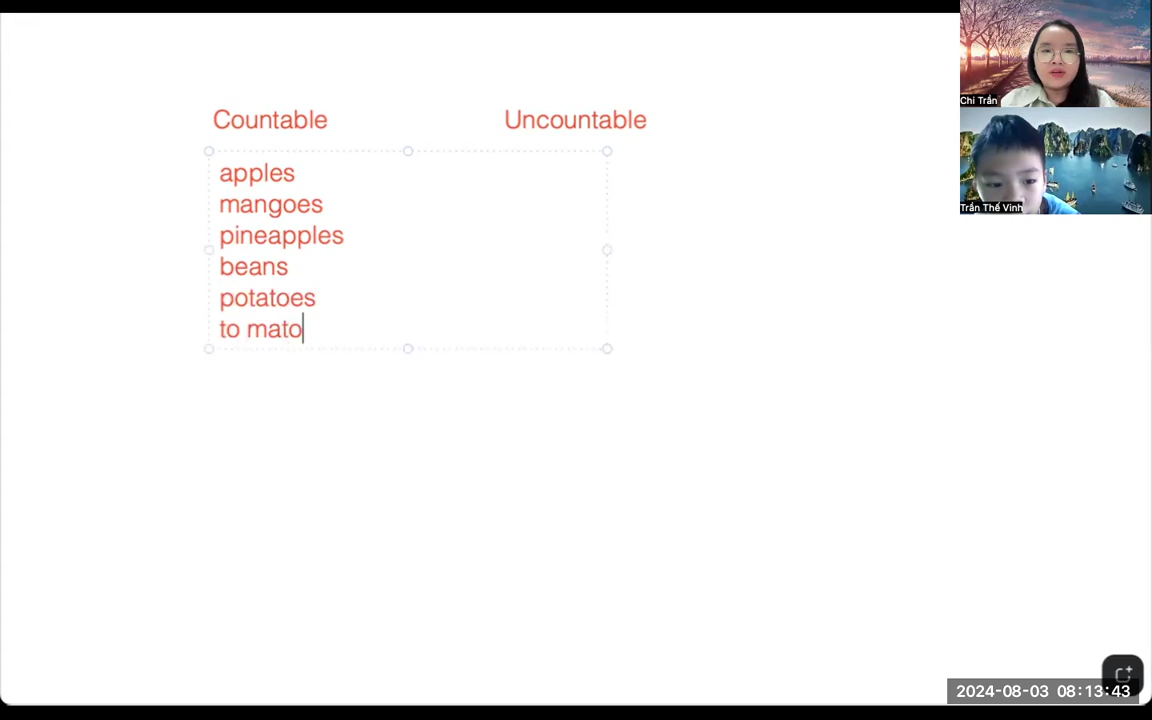 Chi Trần
Countable Uncountable
apples
mangoes
pineapples
beans
potatoes
to mato
Trần Thế Vinh
2024-08-03 08:13:43